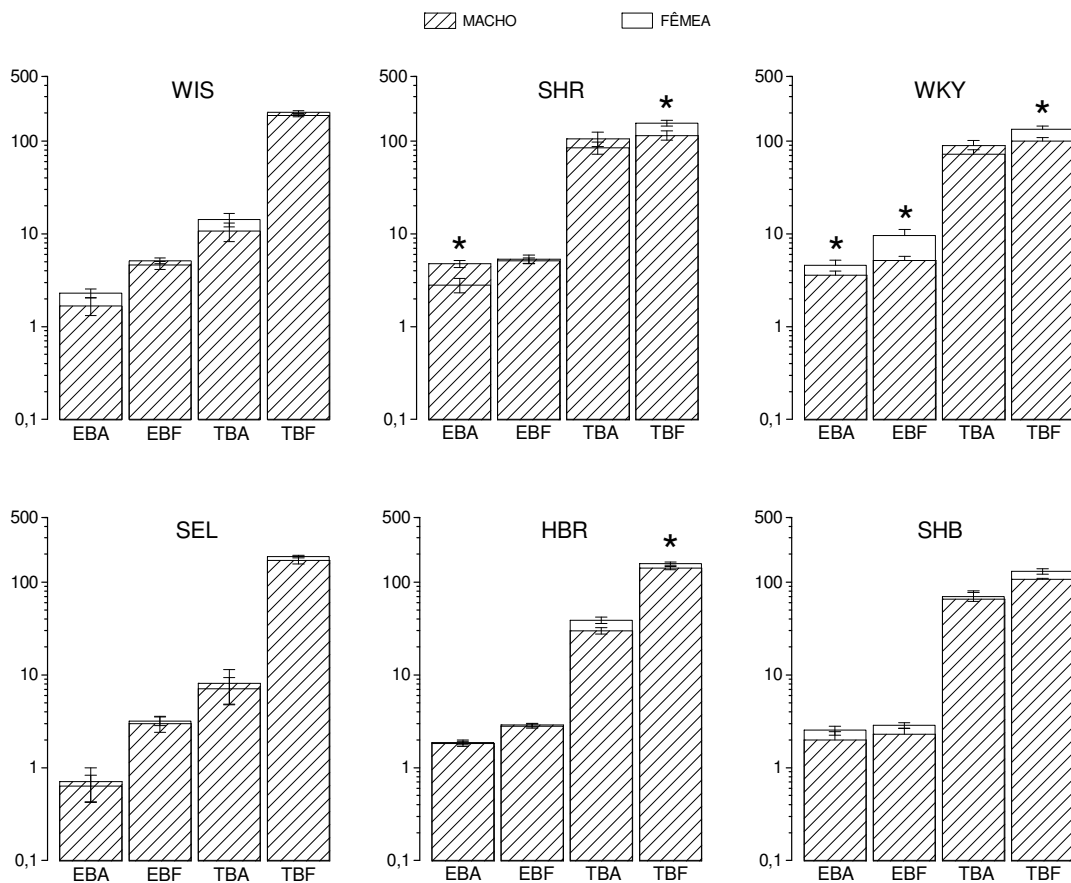 MACHO FÊMEA
WIS SHR WKY
500 500 500
* *
100 100 100
* *
10 * 10
10
1 1 1
0,1 0,1 0,1
EBA EBF TBA TBF EBA EBF TBA TBF EBA EBF TBA TBF
500 500 500
SEL HBR SHB
*
100 100 100
10 10 10
1 1 1
0,1 0,1 0,1
EBA EBF TBA TBF EBA EBF TBA TBF EBA EBF TBA TBF